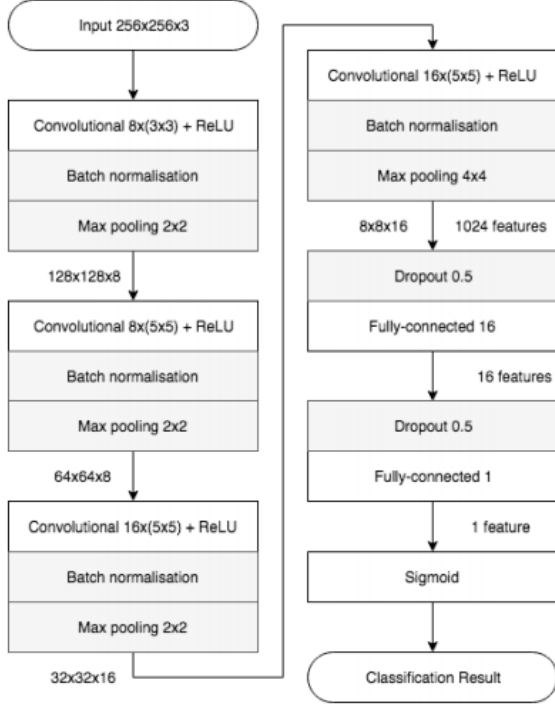 Input 256x256x3
Convolutional 8x(3x3) + ReLU
Batch normalisation
Max pooling 2x2
128x128x8
Convolutional 8x(5x5) + ReLU
Batch normalisation
Max pooling 2x2
64x64x8
Convolutional 16x(5x5) + ReLU
Batch normalisation
Max pooling 2x2
32x32x16
Convolutional 16x(5x5) + ReLU
Batch normalisation
Max pooling 4x4
8x8x16 1024 features
Dropout 0.5
Fully-connected 16
16 features
Dropout 0.5
Fully-connected 1
1 feature
Sigmoid
Classification Result